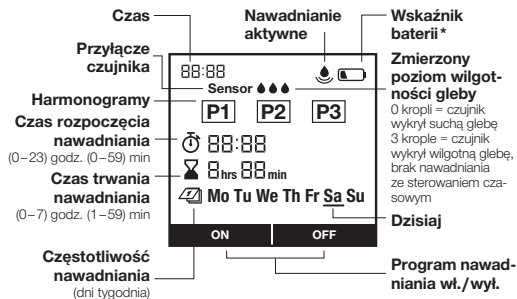 Czas
Nawadnianie
aktywne
Wskaźnik
baterii*
Przyłącze
czujnika
88:88
Sensor
Zmierzony
poziom wilgot-
ności gleby
0 kropli = czujnik
wykrył suchą glebę
3 krople = czujnik
wykrył wilgotną glebę,
brak nawadniania
ze sterowaniem cza-
sowym
Harmonogramy
P1 P2 P3
Czas rozpoczęcia
nawadniania
(0–23) godz. (0–59) min
88:88
Czas trwania
nawadniania
(0–7) godz. (1–59) min
8hrs 88min
7 Mo Tu We Th Fr Sa Su
Dzisiaj
ON OFF
Częstotliwość
nawadniania
(dni tygodnia)
Program nawad-
niania wł./wył.